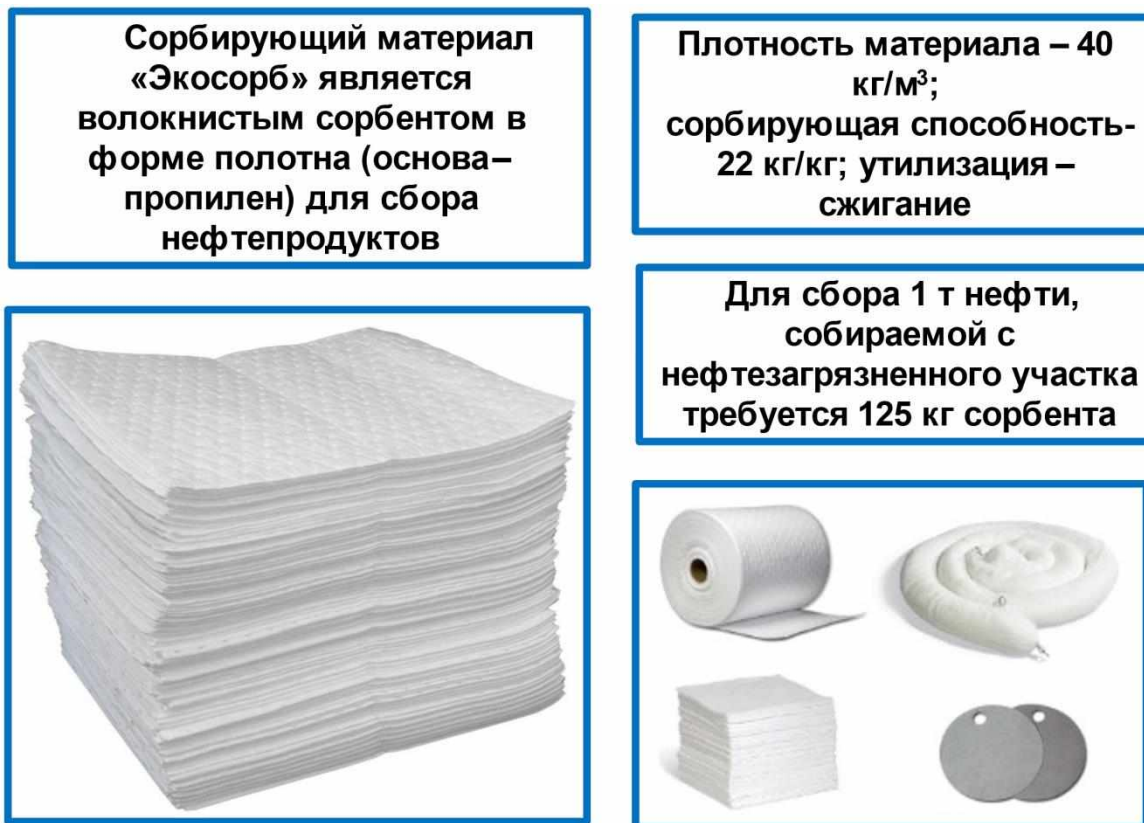 Сорбирующий материал
«Экосорб» является
волокнистым сорбентом в
форме полотна (основа–
пропилен) для сбора
нефтепродуктов
Плотность материала – 40
кг/м³;
сорбирующая способность-
22 кг/кг; утилизация –
сжигание
Для сбора 1 т нефти,
собираемой с
нефтезагрязненного участка
требуется 125 кг сорбента